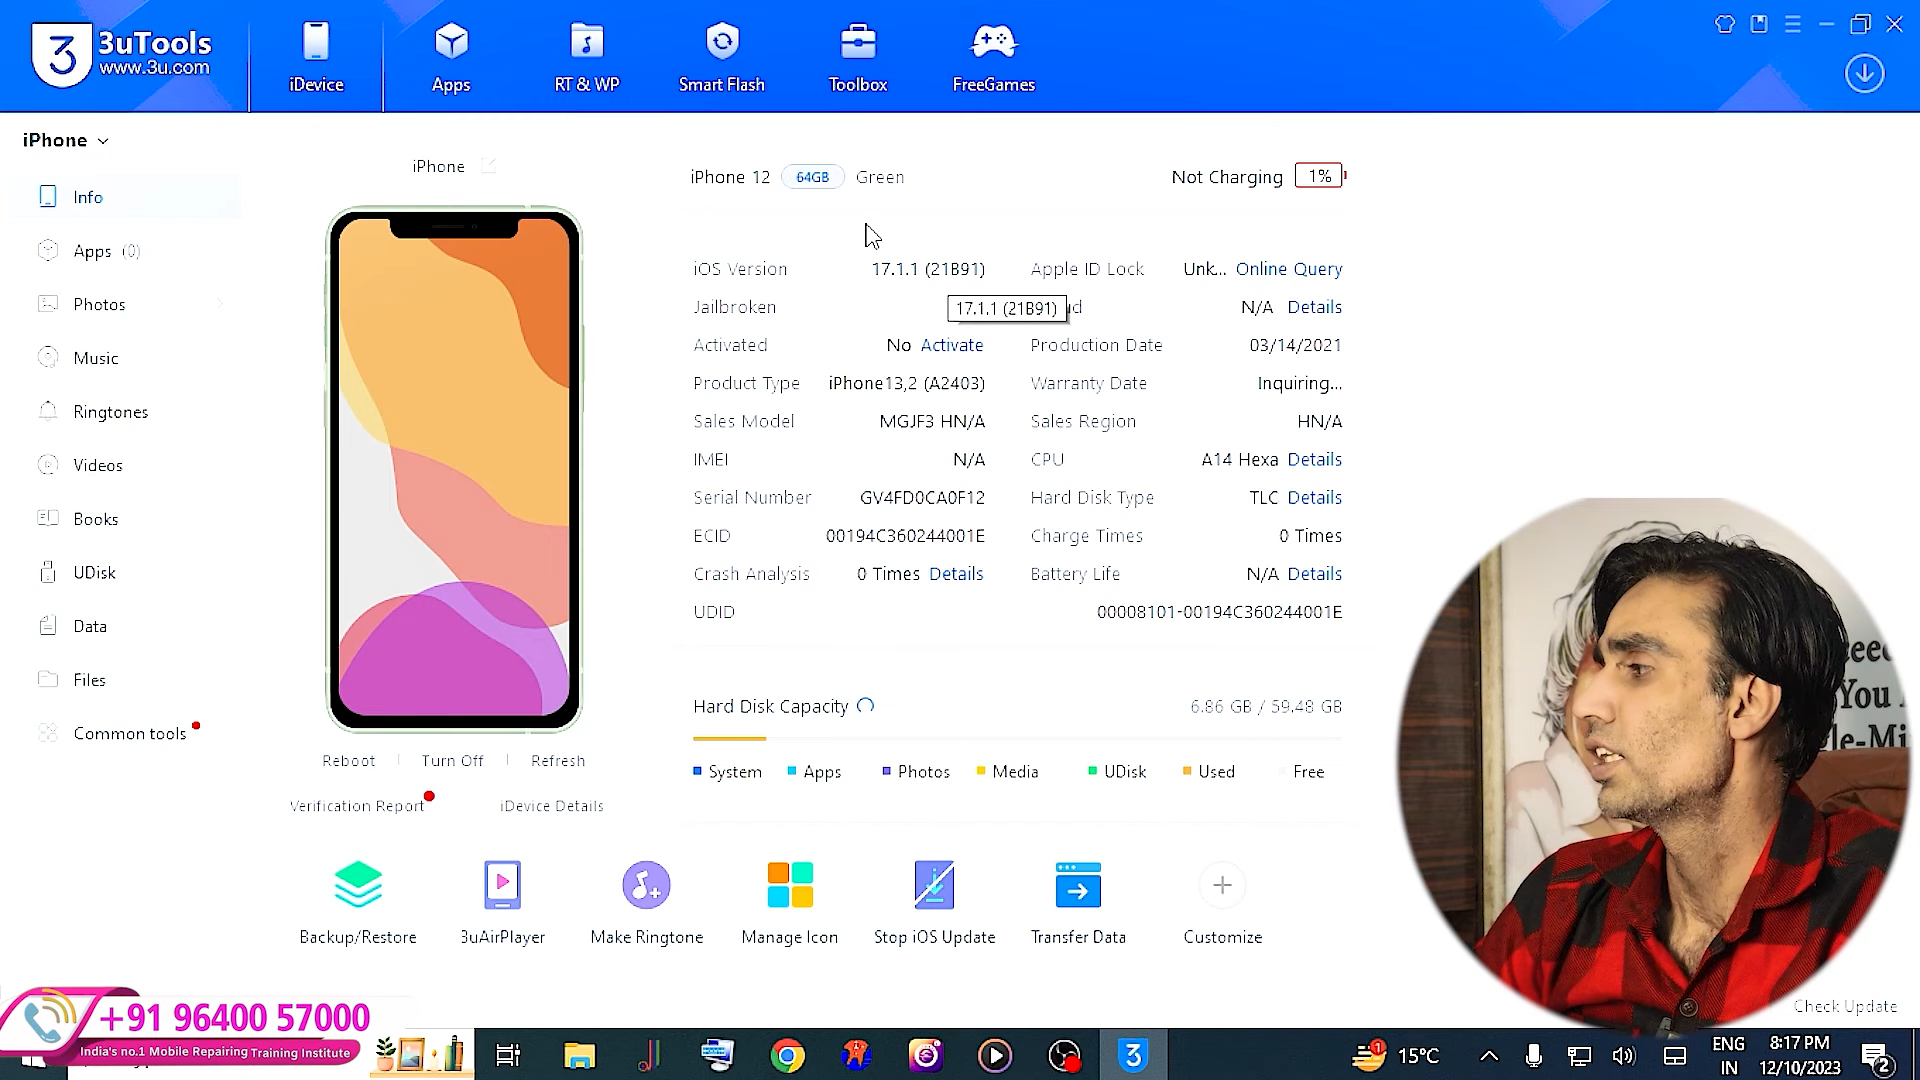 3uTools
www.3u.com
iDevice
Apps
RT & WP
Smart Flash
Toolbox
FreeGames
iPhone
Info
Apps (0)
Photos
Music
Ringtones
Videos
Books
UDisk
Data
Files
Common tools
iPhone
Reboot
Turn Off
Refresh
Verification Report
iDevice Details
iPhone 12 64GB Green
Not Charging 1%
iOS Version 17.1.1 (21B91) Apple ID Lock Unk... Online Query
Jailbroken 17.1.1 (21B91) N/A Details
Activated No Activate Production Date 03/14/2021
Product Type iPhone13,2 (A2403) Warranty Date Inquiring...
Sales Model MGJF3 HN/A Sales Region HN/A
IMEI N/A CPU A14 Hexa Details
Serial Number GV4FD0CA0F12 Hard Disk Type TLC Details
ECID 00194C360244001E Charge Times 0 Times
Crash Analysis 0 Times Details Battery Life N/A Details
UDID 00008101-00194C360244001E
Hard Disk Capacity 6.86 GB / 59.48 GB
System Apps Photos Media UDisk Used Free
Backup/Restore
3uAirPlayer
Make Ringtone
Manage Icon
Stop iOS Update
Transfer Data
Customize
You
Check Update
+91 96400 57000
India's no.1 Mobile Repairing Training Institute
1
15°C
ENG
IN
8:17 PM
12/10/2023
2